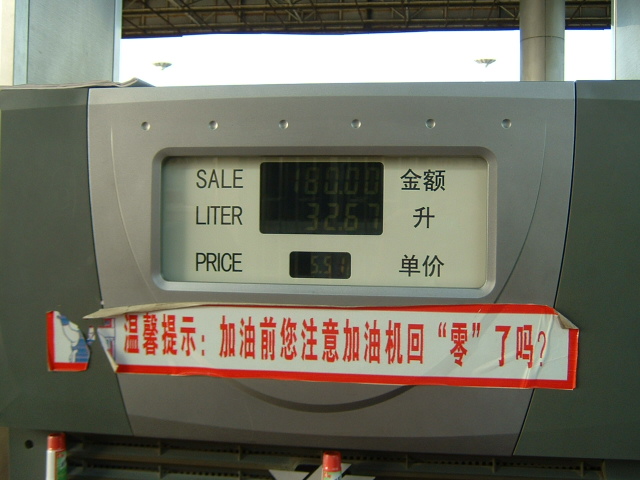 SALE 180.00 金额
LITER 32.67 升
PRICE 5.51 单价
温馨提示：加油前您注意加油机回“零”了吗？